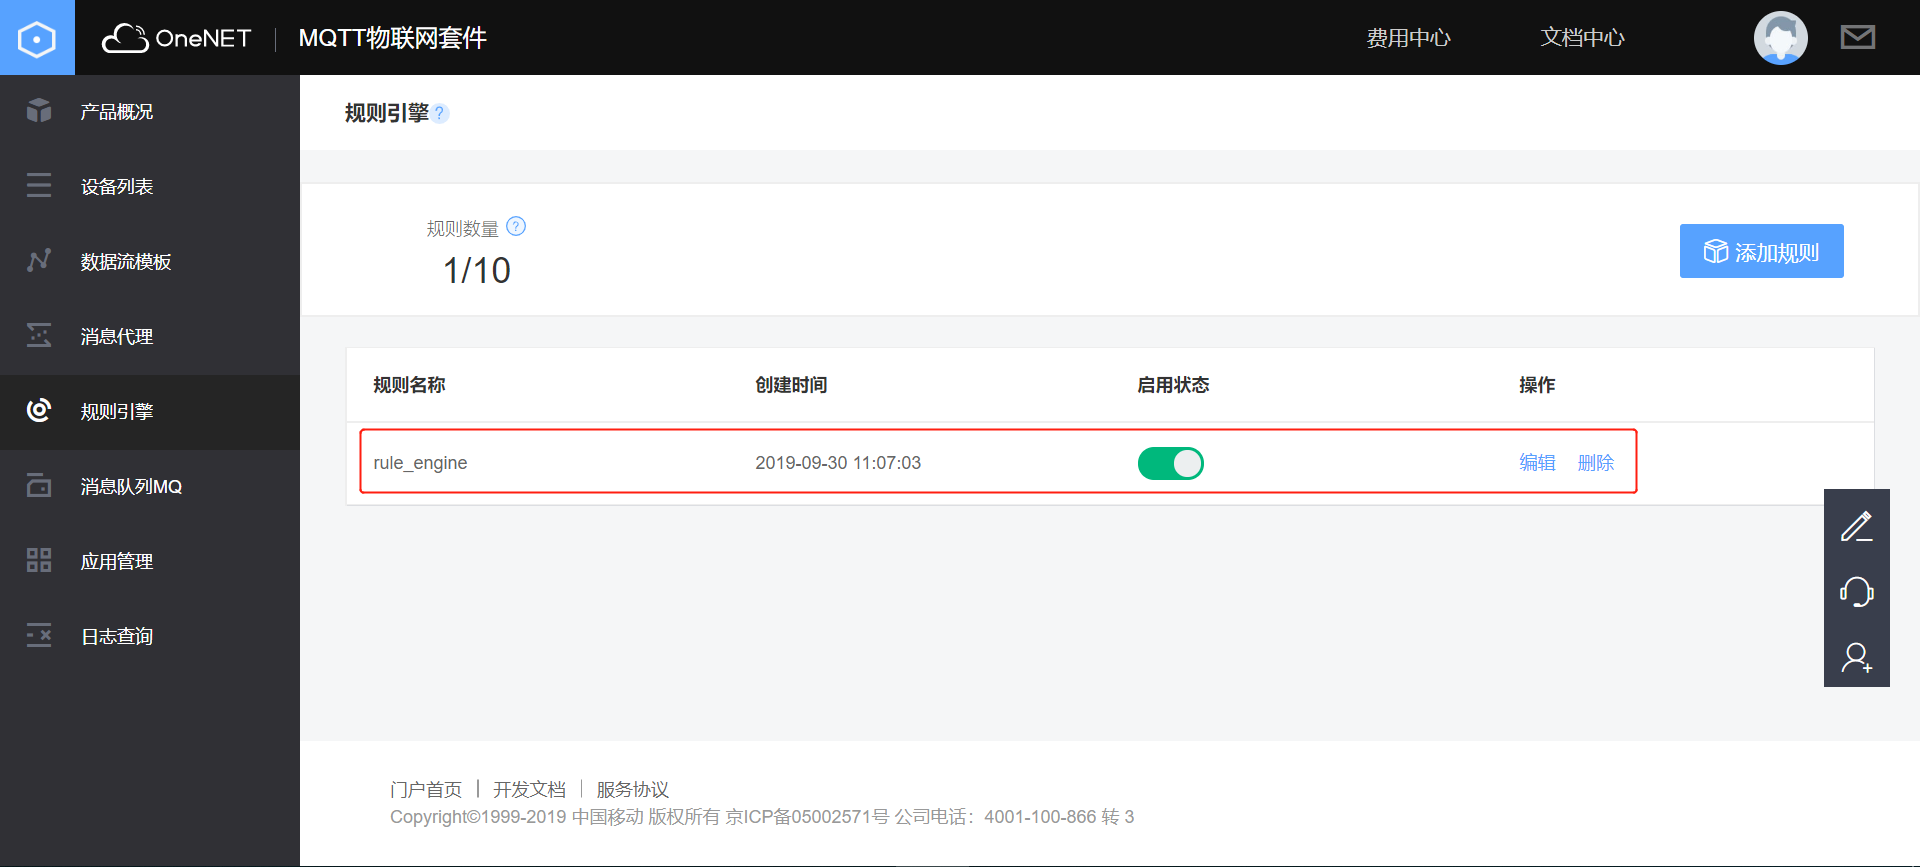 OneNET MQTT物联网套件 费用中心 文档中心
产品概况
设备列表
数据流模板
消息代理
规则引擎
消息队列MQ
应用管理
日志查询
规则引擎 ?
规则数量 ?
1/10
添加规则
规则名称 创建时间 启用状态 操作
rule_engine 2019-09-30 11:07:03 编辑 删除
门户首页 | 开发文档 | 服务协议
Copyright©1999-2019 中国移动 版权所有 京ICP备05002571号 公司电话：4001-100-866 转 3